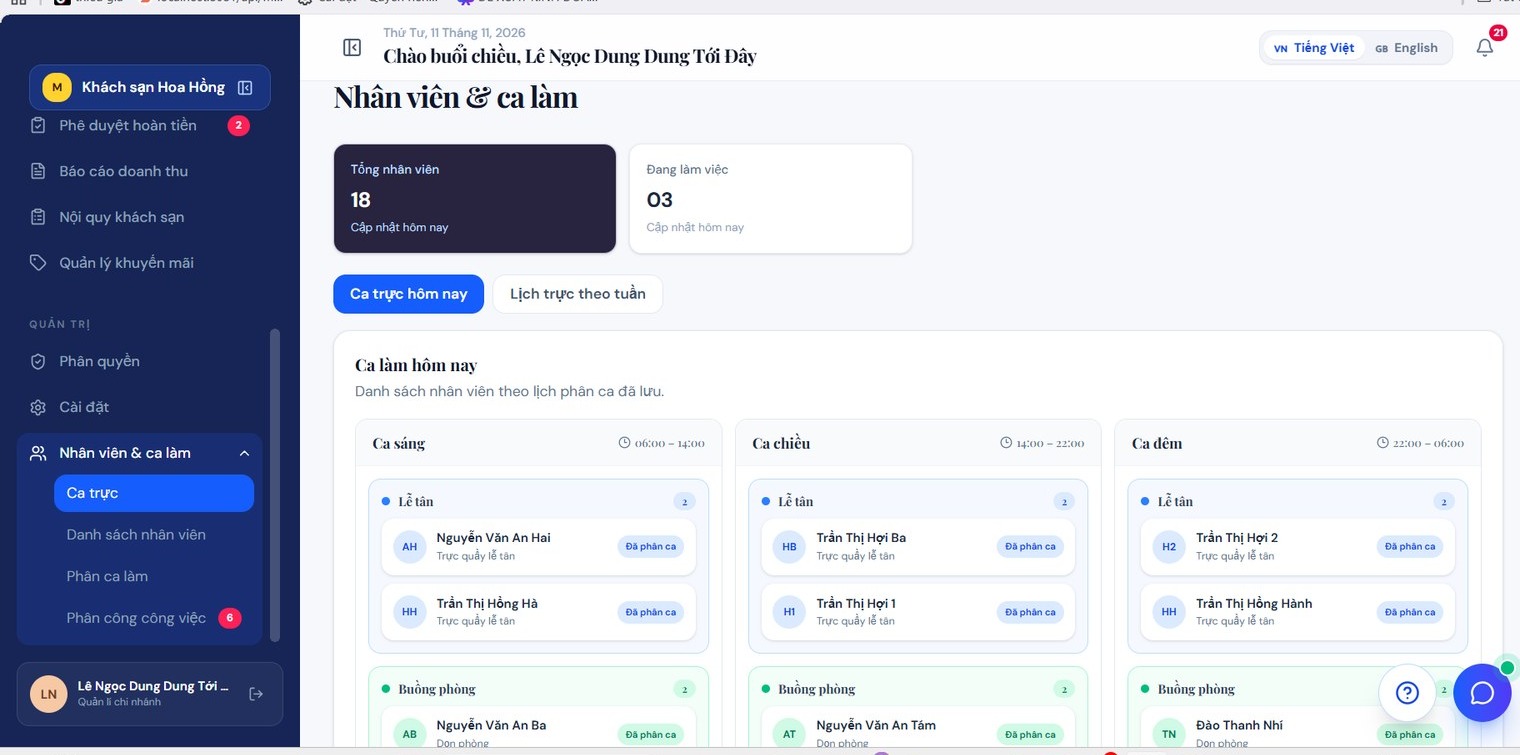 Thứ Tư, 11 Tháng 11, 2026
Chào buổi chiều, Lê Ngọc Dung Dung Tới Đây
VN Tiếng Việt GB English
21
M Khách sạn Hoa Hồng
Phê duyệt hoàn tiền 2
Báo cáo doanh thu
Nội quy khách sạn
Quản lý khuyến mãi
QUẢN TRỊ
Phân quyền
Cài đặt
Nhân viên & ca làm
Ca trực
Danh sách nhân viên
Phân ca làm
Phân công công việc 6
LN Lê Ngọc Dung Dung Tới ...
Quản lí chi nhánh
Nhân viên & ca làm
Tổng nhân viên
18
Cập nhật hôm nay
Đang làm việc
03
Cập nhật hôm nay
Ca trực hôm nay
Lịch trực theo tuần
Ca làm hôm nay
Danh sách nhân viên theo lịch phân ca đã lưu.
Ca sáng 06:00 – 14:00
Lễ tân 2
AH Nguyễn Văn An Hai Đã phân ca
Trực quầy lễ tân
HH Trần Thị Hồng Hà Đã phân ca
Trực quầy lễ tân
Buồng phòng 2
AB Nguyễn Văn An Ba Đã phân ca
Dọn phòng
Ca chiều 14:00 – 22:00
Lễ tân 2
HB Trần Thị Hợi Ba Đã phân ca
Trực quầy lễ tân
H1 Trần Thị Hợi 1 Đã phân ca
Trực quầy lễ tân
Buồng phòng 2
AT Nguyễn Văn An Tám Đã phân ca
Dọn phòng
Ca đêm 22:00 – 06:00
Lễ tân 2
H2 Trần Thị Hợi 2 Đã phân ca
Trực quầy lễ tân
HH Trần Thị Hồng Hành Đã phân ca
Trực quầy lễ tân
Buồng phòng 2
TN Đào Thanh Nhí Đã phân ca
Dọn phòng